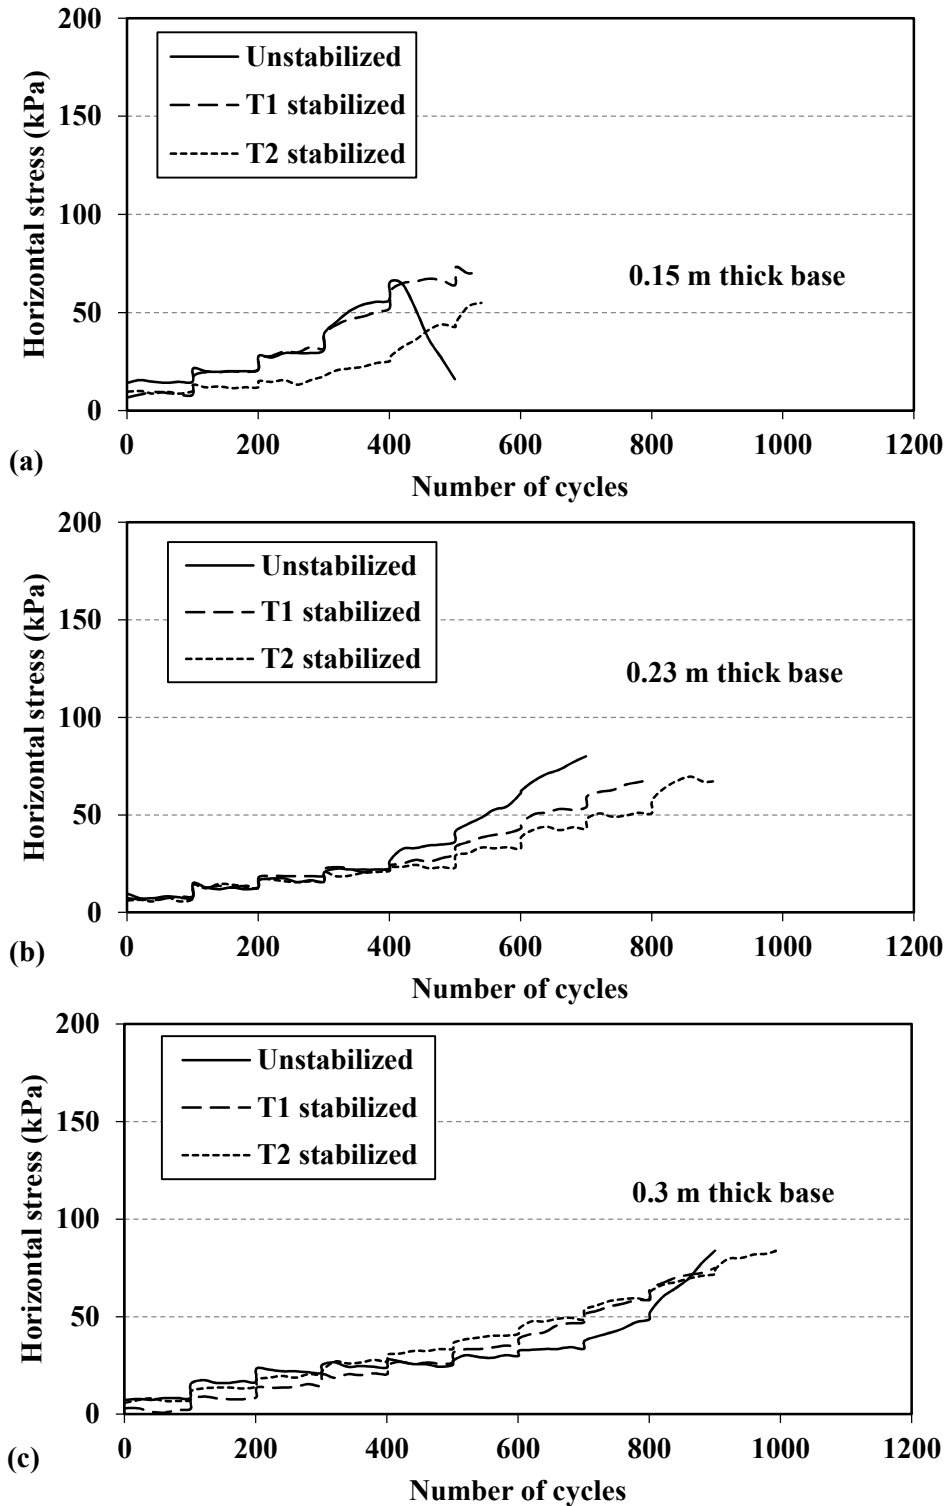 200
150
100
50
0
Horizontal stress (kPa)
Unstabilized
T1 stabilized
T2 stabilized
0.15 m thick base
0 200 400 600 800 1000 1200
(a)
Number of cycles
200
150
100
50
0
Horizontal stress (kPa)
Unstabilized
T1 stabilized
T2 stabilized
0.23 m thick base
0 200 400 600 800 1000 1200
(b)
Number of cycles
200
150
100
50
0
Horizontal stress (kPa)
Unstabilized
T1 stabilized
T2 stabilized
0.3 m thick base
0 200 400 600 800 1000 1200
(c)
Number of cycles